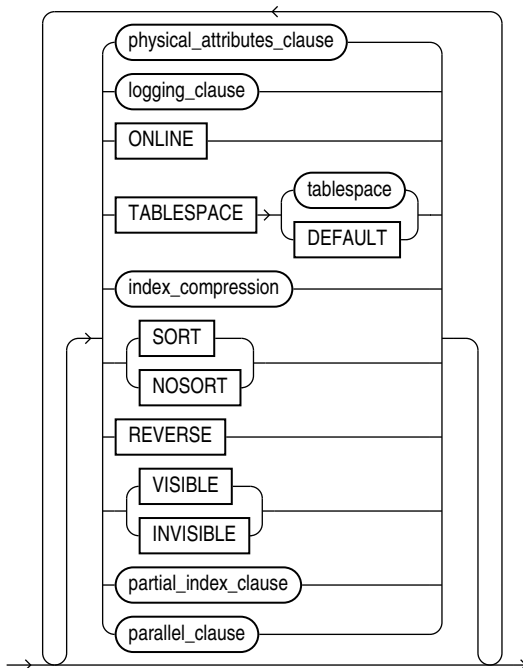 physical_attributes_clause
logging_clause
ONLINE
tablespace
TABLESPACE
DEFAULT
index_compression
SORT
NOSORT
REVERSE
VISIBLE
INVISIBLE
partial_index_clause
parallel_clause